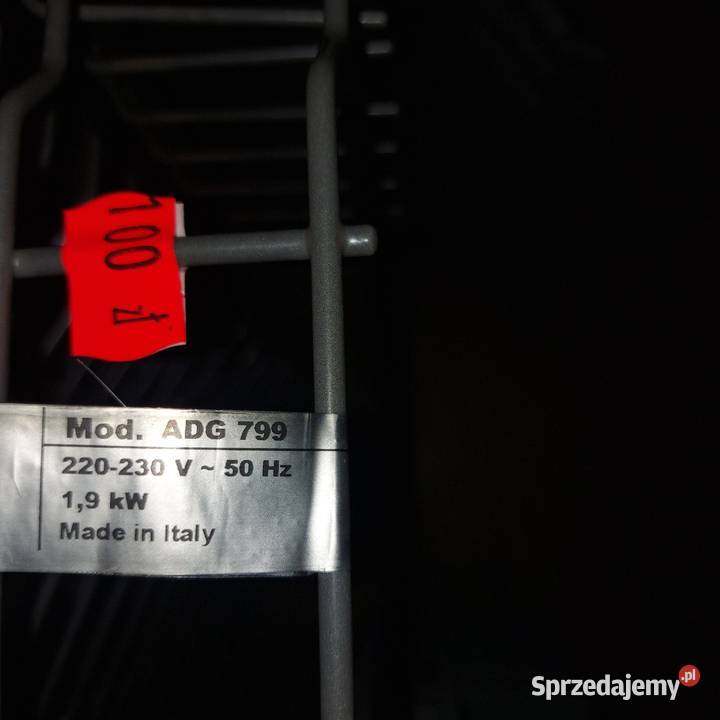 100 zł
Mod. ADG 799
220-230 V ~ 50 Hz
1,9 kW
Made in Italy
Sprzedajemy.pl